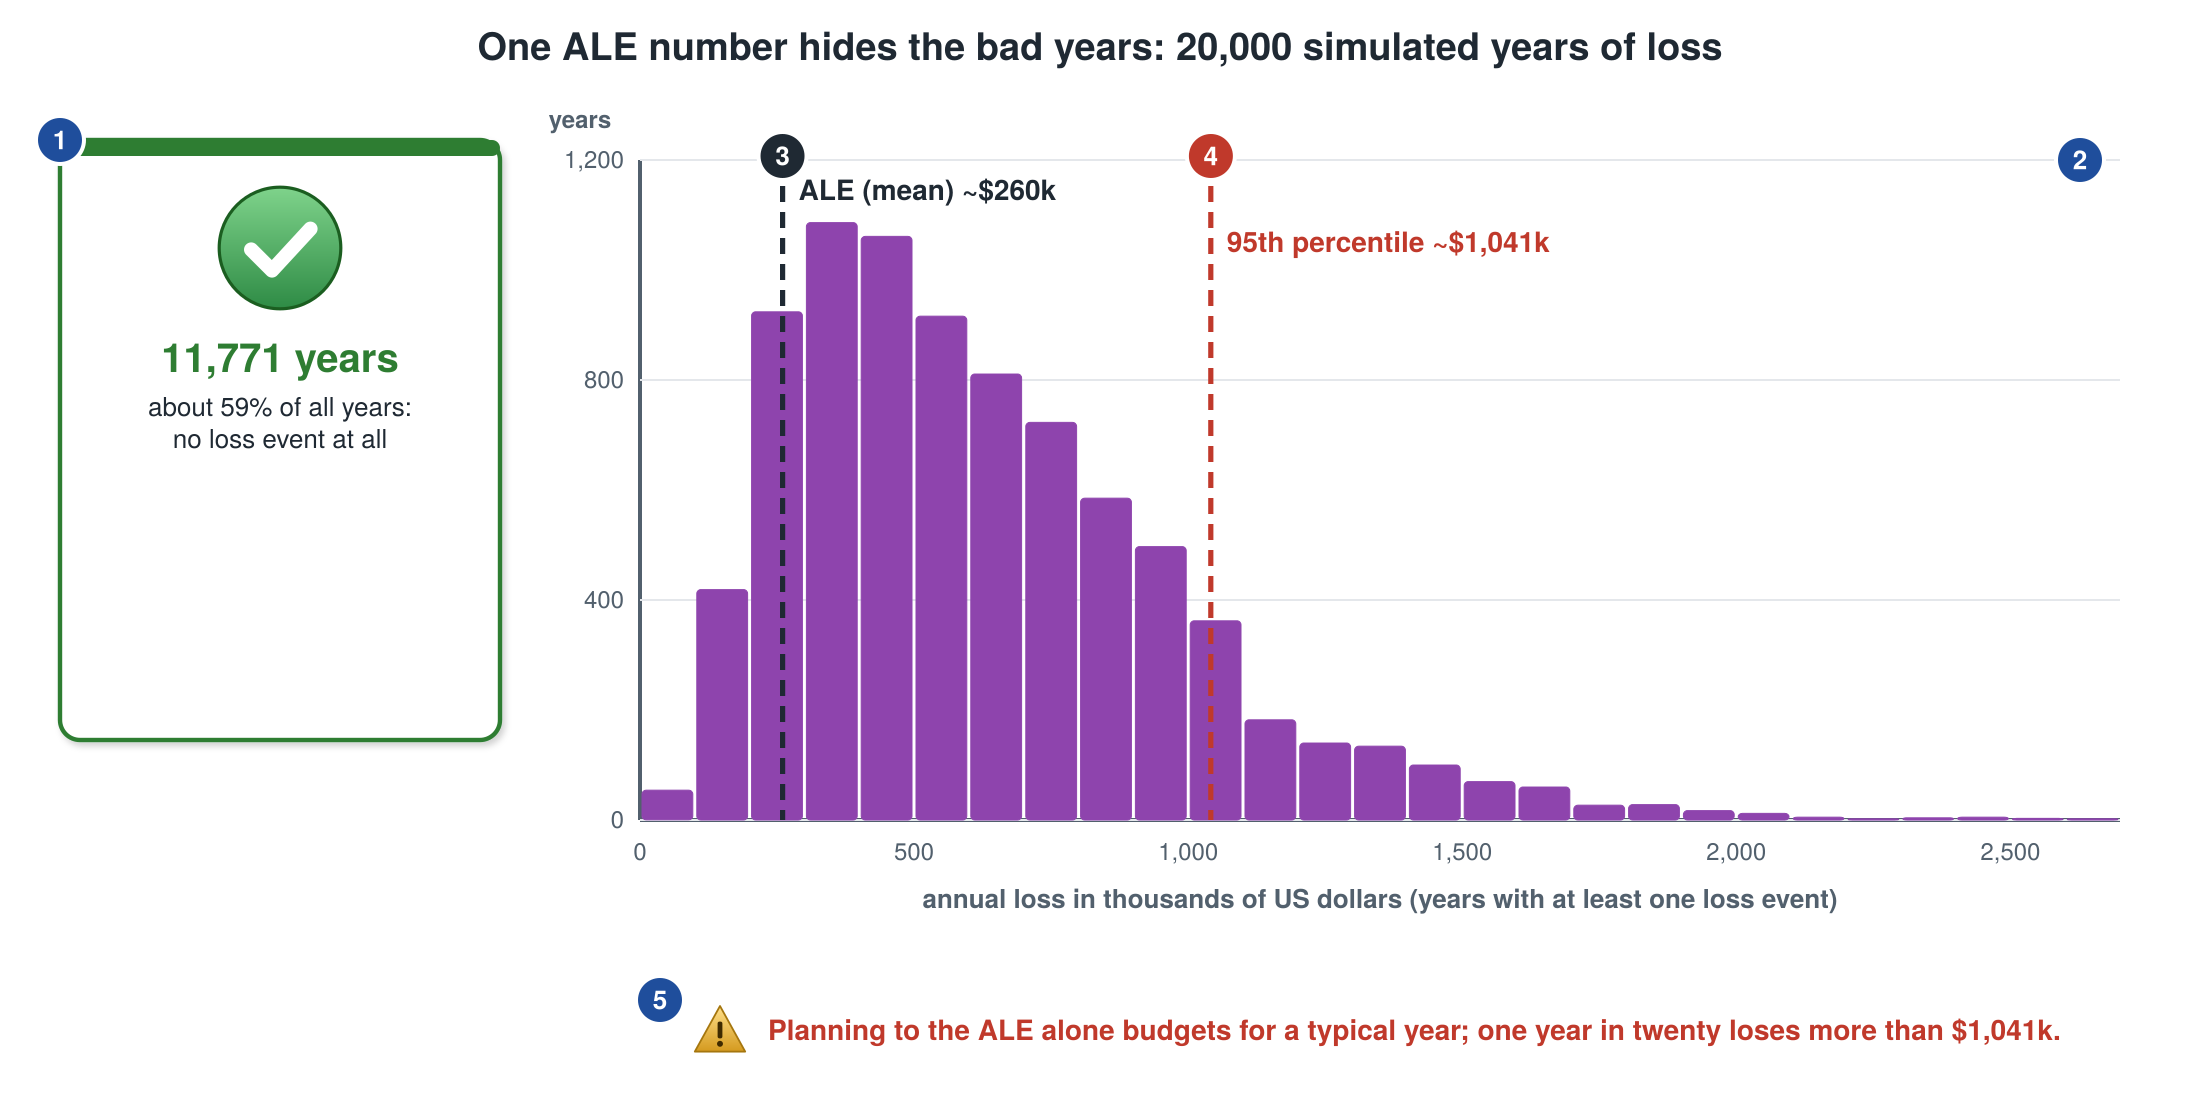 One ALE number hides the bad years: 20,000 simulated years of loss
1
11,771 years
about 59% of all years:
no loss event at all
years
1,200
800
400
0
3
ALE (mean) ~$260k
4
95th percentile ~$1,041k
2
0
500
1,000
1,500
2,000
2,500
annual loss in thousands of US dollars (years with at least one loss event)
5
Planning to the ALE alone budgets for a typical year; one year in twenty loses more than $1,041k.